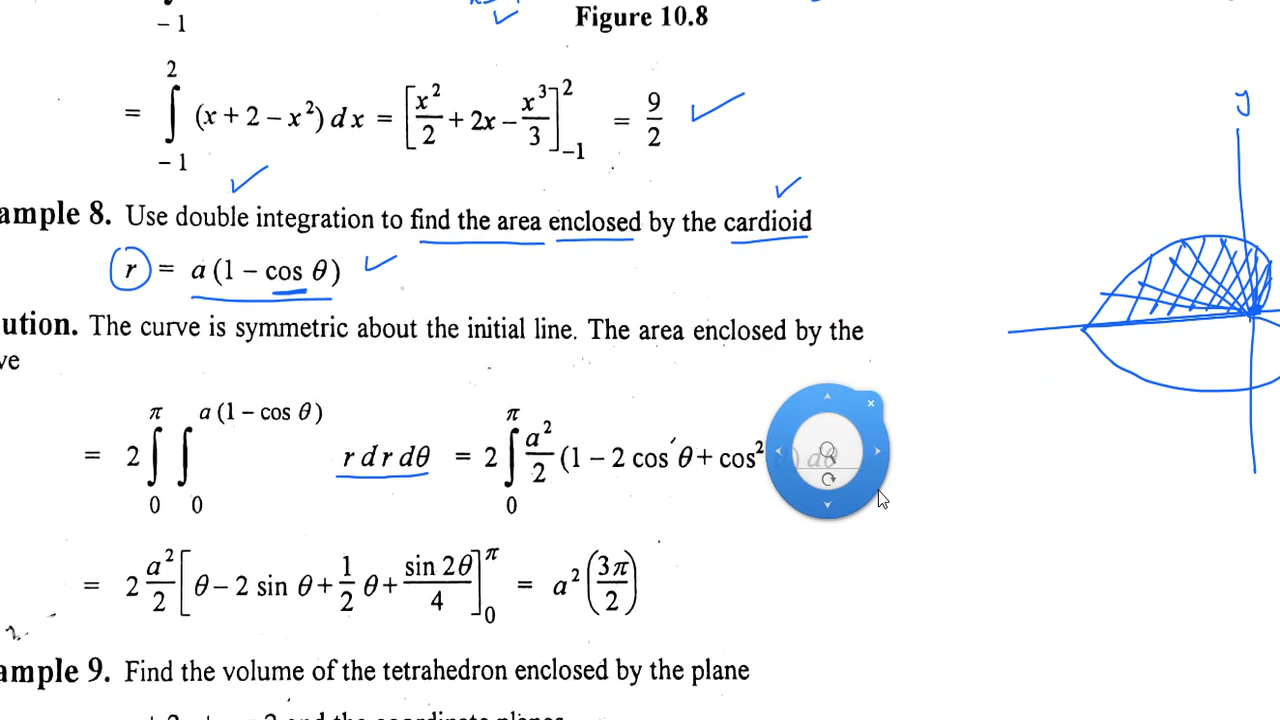 − 1
Figure 10.8
= ∫_{−1}^{2} (x + 2 − x²) dx = [x²/2 + 2x − x³/3]_{−1}^{2} = 9/2
y
ample 8. Use double integration to find the area enclosed by the cardioid
r = a (1 − cos θ)
ution. The curve is symmetric about the initial line. The area enclosed by the
ve
= 2 ∫_{0}^{π} ∫_{0}^{a (1 − cos θ)} r dr dθ = 2 ∫_{0}^{π} a²/2 (1 − 2 cos θ + cos² θ) dθ
= 2 a²/2 [θ − 2 sin θ + 1/2 θ + sin 2θ/4]_{0}^{π} = a² (3π/2)
ample 9. Find the volume of the tetrahedron enclosed by the plane